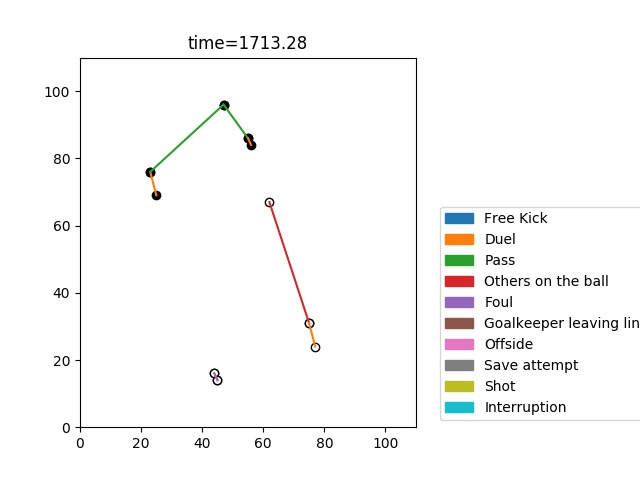 time=1713.28
100
80
60
40
20
0
0 20 40 60 80 100
Free Kick
Duel
Pass
Others on the ball
Foul
Goalkeeper leaving lin
Offside
Save attempt
Shot
Interruption